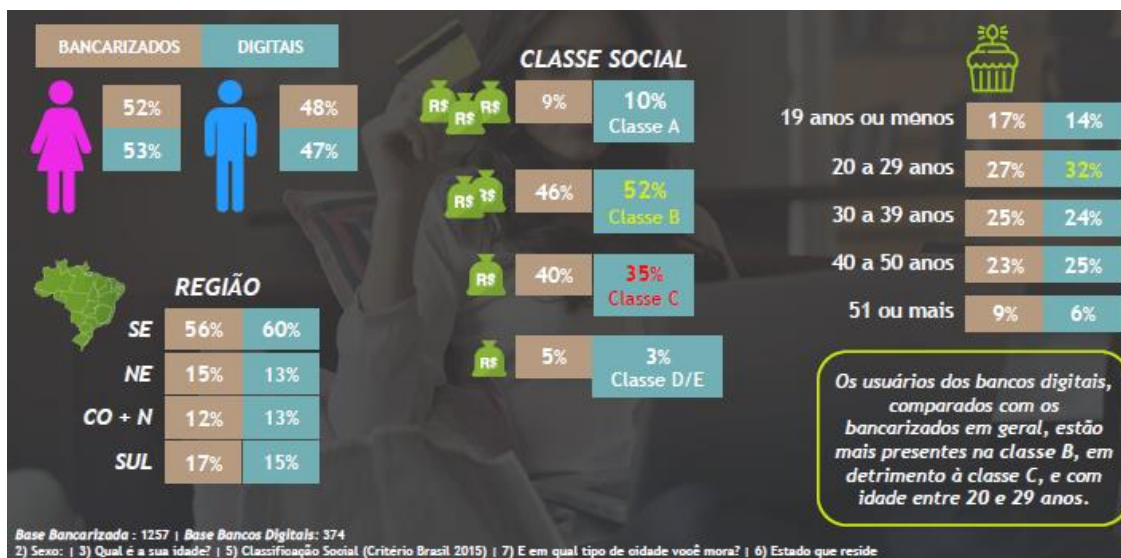 BANCARIZADOS DIGITAIS
52% 48%
53% 47%
REGIÃO
SE 56% 60%
NE 15% 13%
CO + N 12% 13%
SUL 17% 15%
CLASSE SOCIAL
R$ R$ R$ 9% 10%
Classe A
R$ R$ 46% 52%
Classe B
R$ 40% 35%
Classe C
R$ 5% 3%
Classe D/E
19 anos ou menos 17% 14%
20 a 29 anos 27% 32%
30 a 39 anos 25% 24%
40 a 50 anos 23% 25%
51 ou mais 9% 6%
Os usuários dos bancos digitais,
comparados com os
bancarizados em geral, estão
mais presentes na classe B, em
detrimento à classe C, e com
idade entre 20 e 29 anos.
Base Bancarizada : 1257 | Base Bancos Digitais: 374
2) Sexo: | 3) Qual é a sua idade? | 5) Classificação Social (Critério Brasil 2015) | 7) E em qual tipo de cidade você mora? | 6) Estado que reside